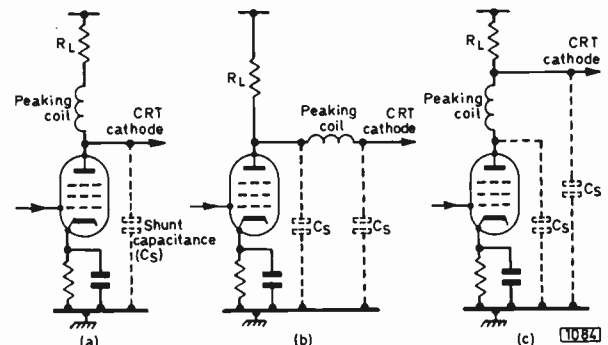 RL
Peaking
coil
CRT
cathode
Shunt
capacitance
(CS)
(a)
RL
Peaking
coil
CRT
cathode
CS
CS
(b)
RL
CRT
cathode
Peaking
coil
CS
CS
(c)
1084